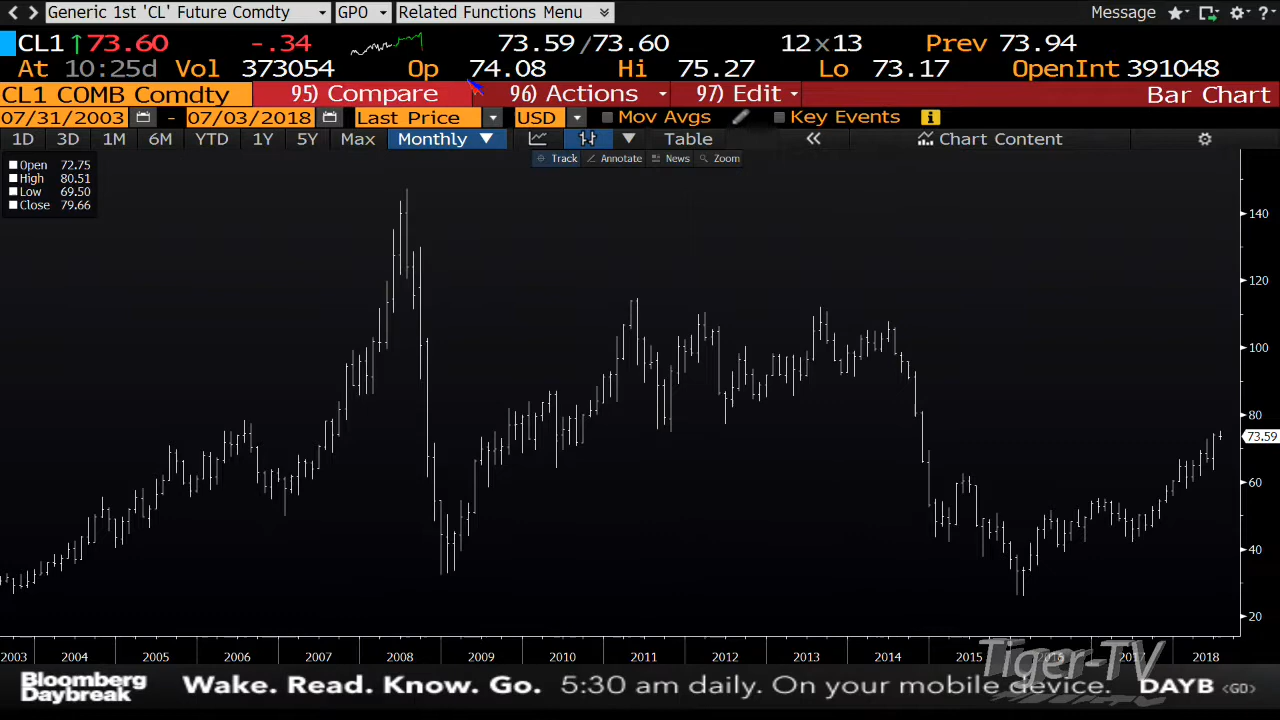 Generic 1st 'CL' Future Comdty GPO Related Functions Menu Message ?
CL1 ↑73.60 -.34 73.59/73.60 12x13 Prev 73.94
At 10:25d Vol 373054 Op 74.08 Hi 75.27 Lo 73.17 OpenInt 391048
CL1 COMB Comdty 95) Compare 96) Actions 97) Edit Bar Chart
07/31/2003 - 07/03/2018 Last Price USD Mov Avgs Key Events i
1D 3D 1M 6M YTD 1Y 5Y Max Monthly ▼ Table « Chart Content
Track Annotate News Zoom
Open 72.75
High 80.51
Low 69.50
Close 79.66
140
120
100
80
73.59
60
40
20
2003 2004 2005 2006 2007 2008 2009 2010 2011 2012 2013 2014 2015 2016 2017 2018
Tiger-TV
Bloomberg
Daybreak
Wake. Read. Know. Go. 5:30 am daily. On your mobile device. DAYB <GO>